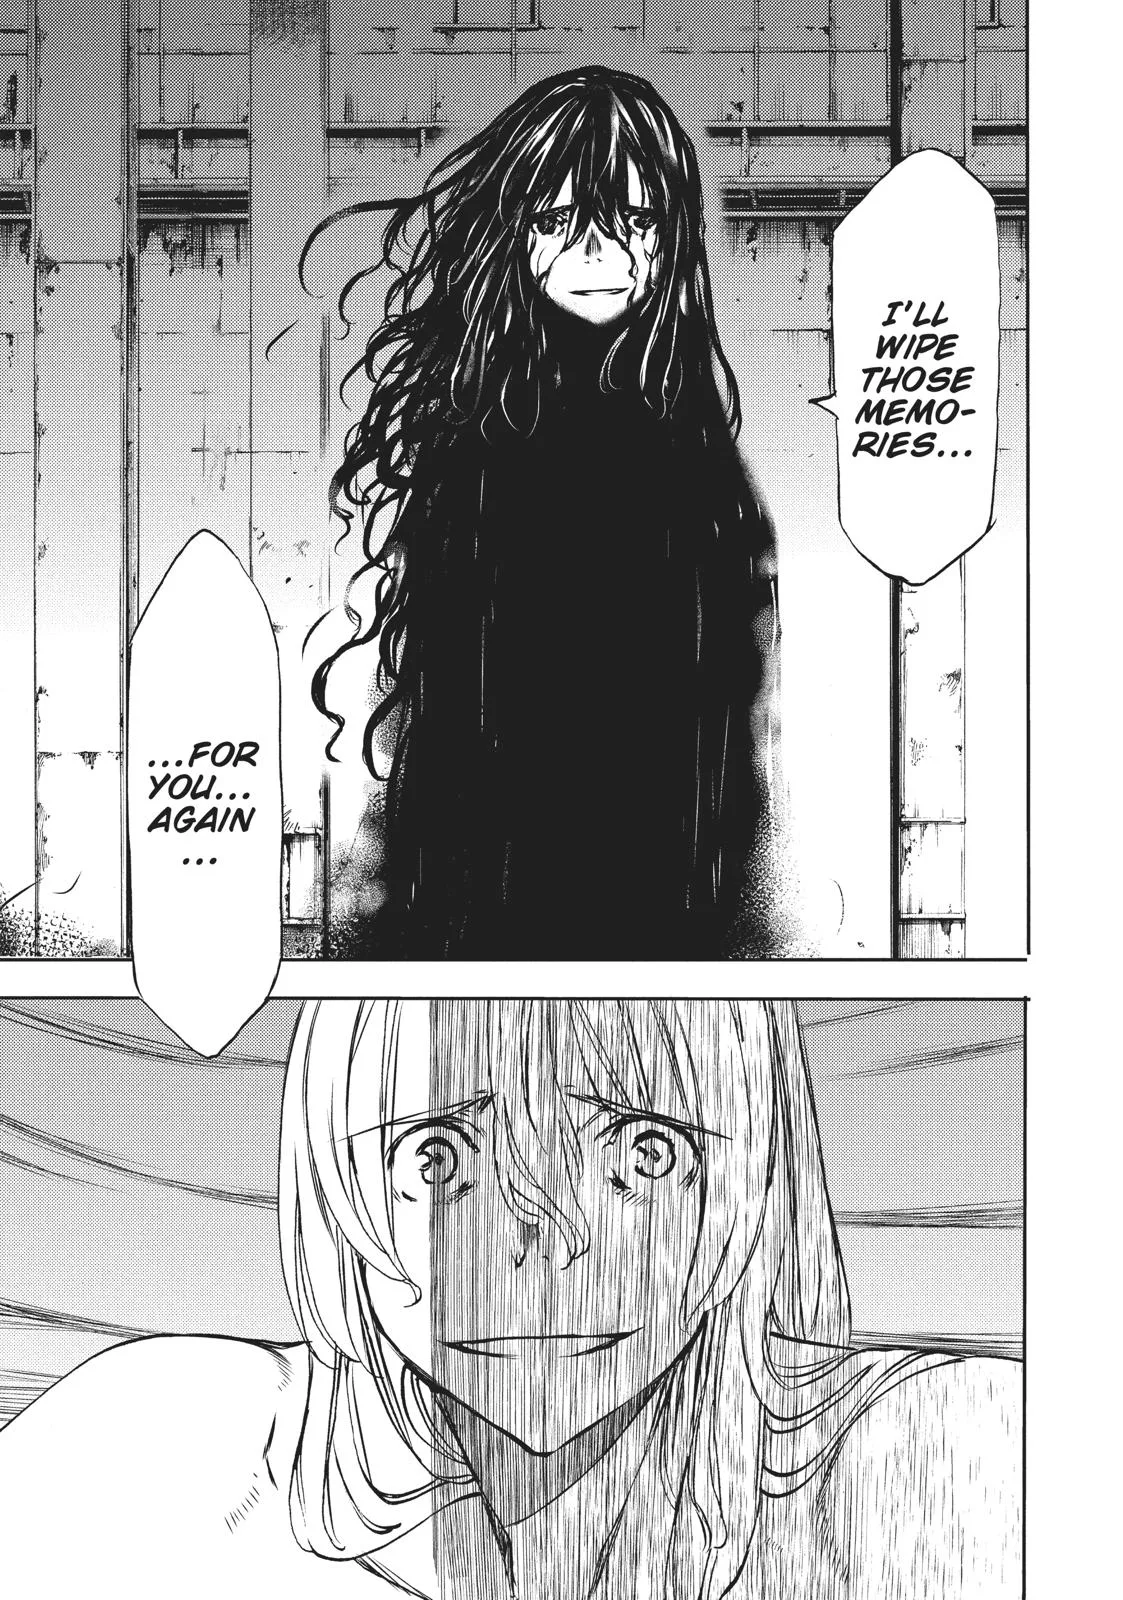 I'LL
WIPE
THOSE
MEMO-
RIES...
...FOR
YOU...
AGAIN
...